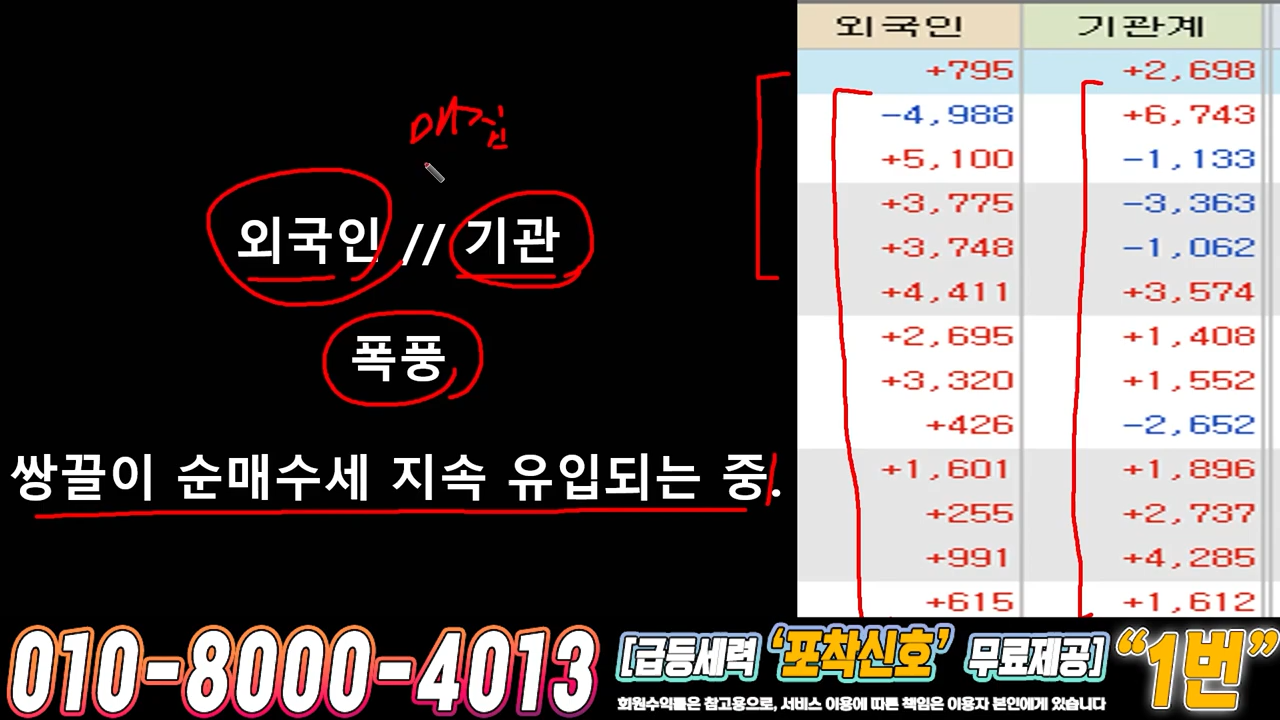 매집
외국인 // 기관
폭풍
쌍끌이 순매수세 지속 유입되는 중.
외국인 기관계
+795 +2,698
-4,988 +6,743
+5,100 -1,133
+3,775 -3,363
+3,748 -1,062
+4,411 +3,574
+2,695 +1,408
+3,320 +1,552
+426 -2,652
+1,601 +1,896
+255 +2,737
+991 +4,285
+615 +1,612
010-8000-4013 [급등세력 ‘포착신호’ 무료제공] “1번”
회원수익률은 참고용으로, 서비스 이용에 따른 책임은 이용자 본인에게 있습니다